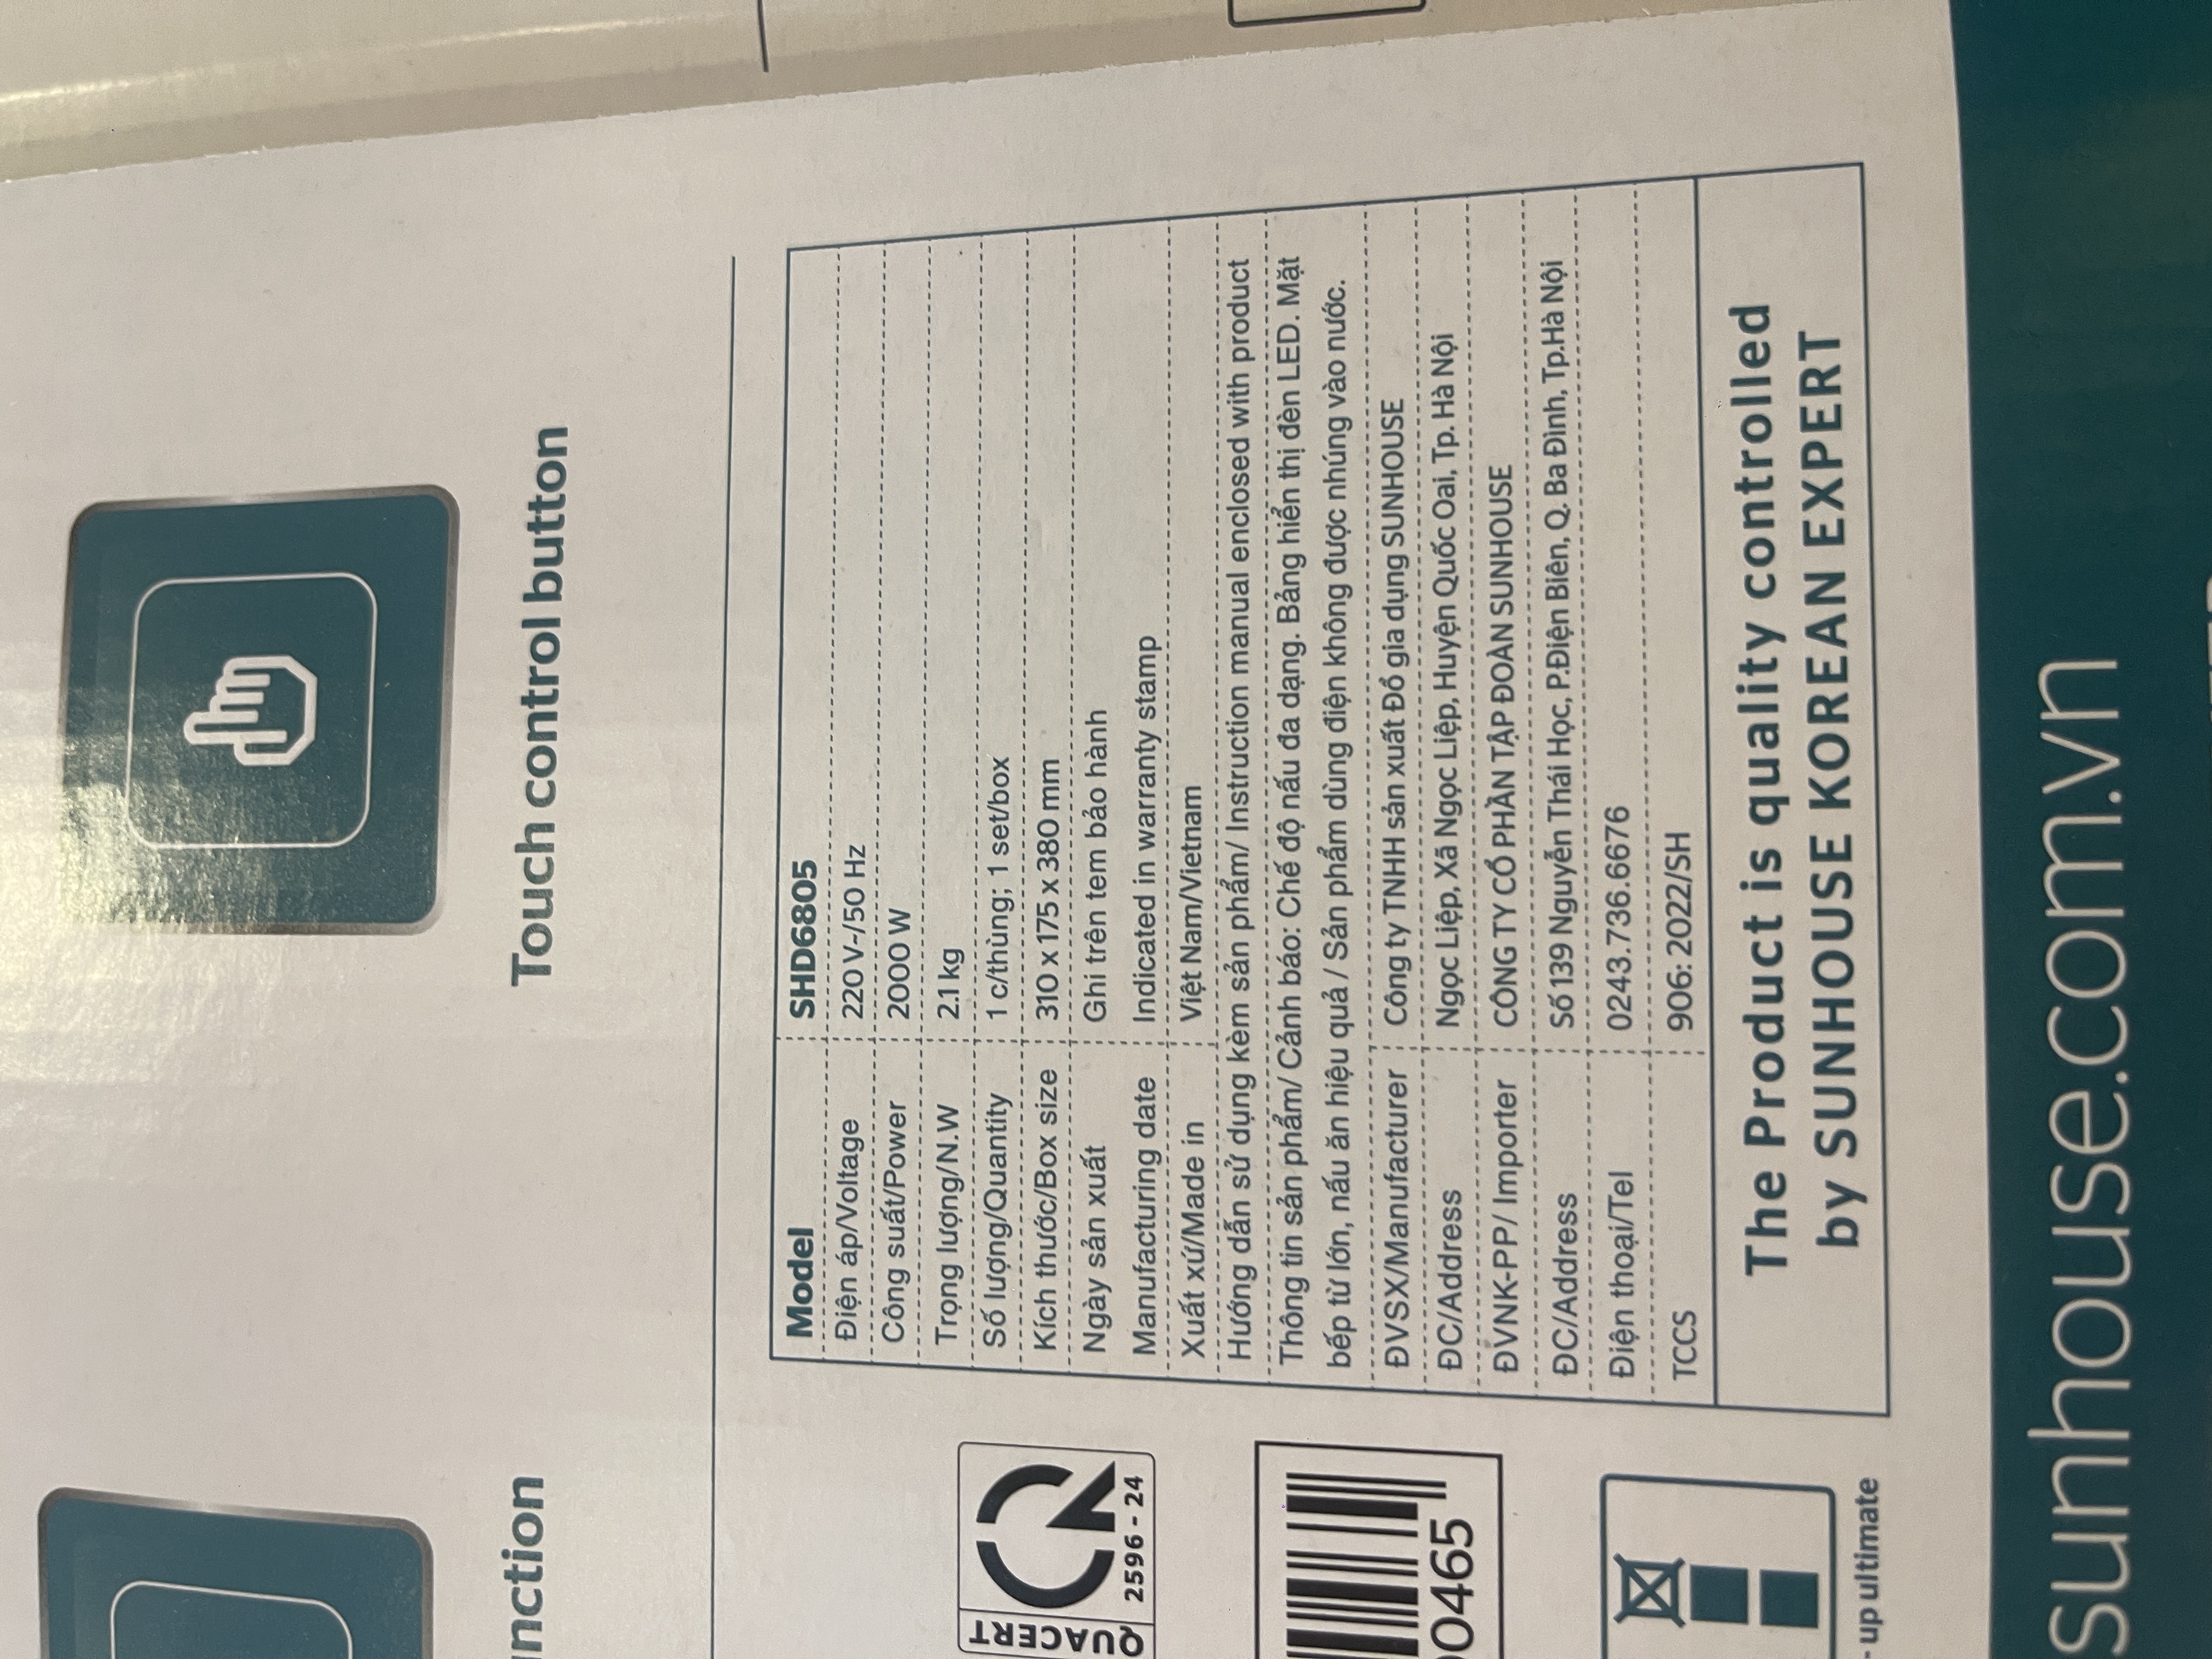 Touch control button
Model SHD6805
Điện áp/Voltage 220 V~/50 Hz
Công suất/Power 2000 W
Trọng lượng/N.W 2.1 kg
Số lượng/Quantity 1 c/thùng; 1 set/box
Kích thước/Box size 310 x 175 x 380 mm
Ngày sản xuất Ghi trên tem bảo hành
Manufacturing date Indicated in warranty stamp
Xuất xứ/Made in Việt Nam/Vietnam
Hướng dẫn sử dụng kèm sản phẩm/ Instruction manual enclosed with product
Thông tin sản phẩm/ Cảnh báo: Chế độ nấu đa dạng. Bảng hiển thị đèn LED. Mặt
bếp từ lớn, nấu ăn hiệu quả / Sản phẩm dùng điện không được nhúng vào nước.
ĐVSX/Manufacturer Công ty TNHH sản xuất Đồ gia dụng SUNHOUSE
ĐC/Address Ngọc Liệp, Xã Ngọc Liệp, Huyện Quốc Oai, Tp. Hà Nội
ĐVNK-PP/ Importer CÔNG TY CỔ PHẦN TẬP ĐOÀN SUNHOUSE
ĐC/Address Số 139 Nguyễn Thái Học, P.Điện Biên, Q. Ba Đình, Tp.Hà Nội
Điện thoại/Tel 0243.736.6676
TCCS 906: 2022/SH
The Product is quality controlled
by SUNHOUSE KOREAN EXPERT
QUACERT
2596 - 24
00465
- up ultimate
sunhouse.com.vn